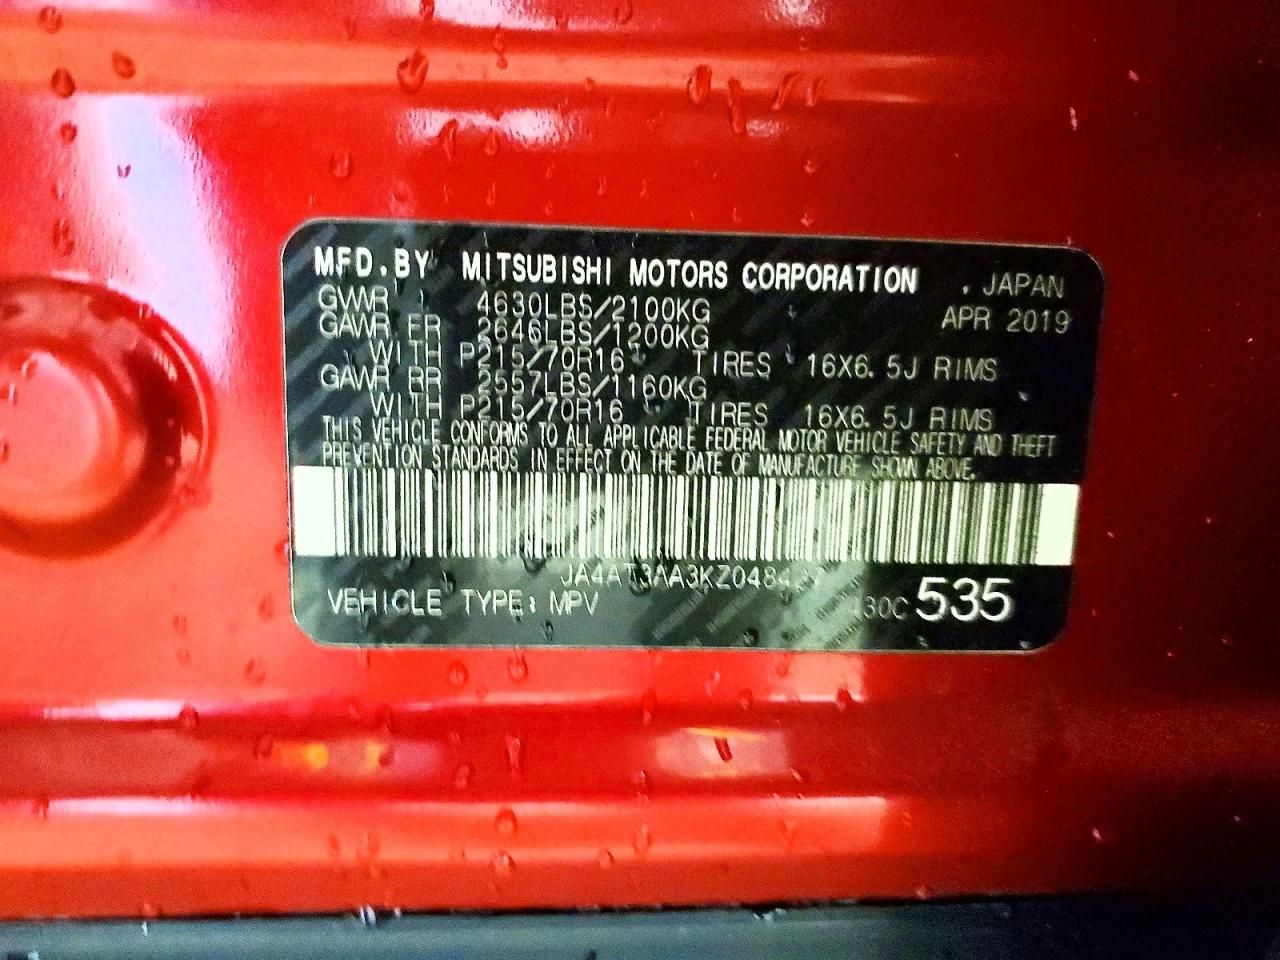 MFD.BY MITSUBISHI MOTORS CORPORATION JAPAN
GVWR 4630LBS/2100KG APR 2019
GAWR FR 2646LBS/1200KG
WITH P215/70R16 TIRES 16X6.5J RIMS
GAWR RR 2557LBS/1160KG
WITH P215/70R16 TIRES 16X6.5J RIMS
THIS VEHICLE CONFORMS TO ALL APPLICABLE FEDERAL MOTOR VEHICLE SAFETY AND THEFT
PREVENTION STANDARDS IN EFFECT ON THE DATE OF MANUFACTURE SHOWN ABOVE.
VEHICLE TYPE: MPV 535